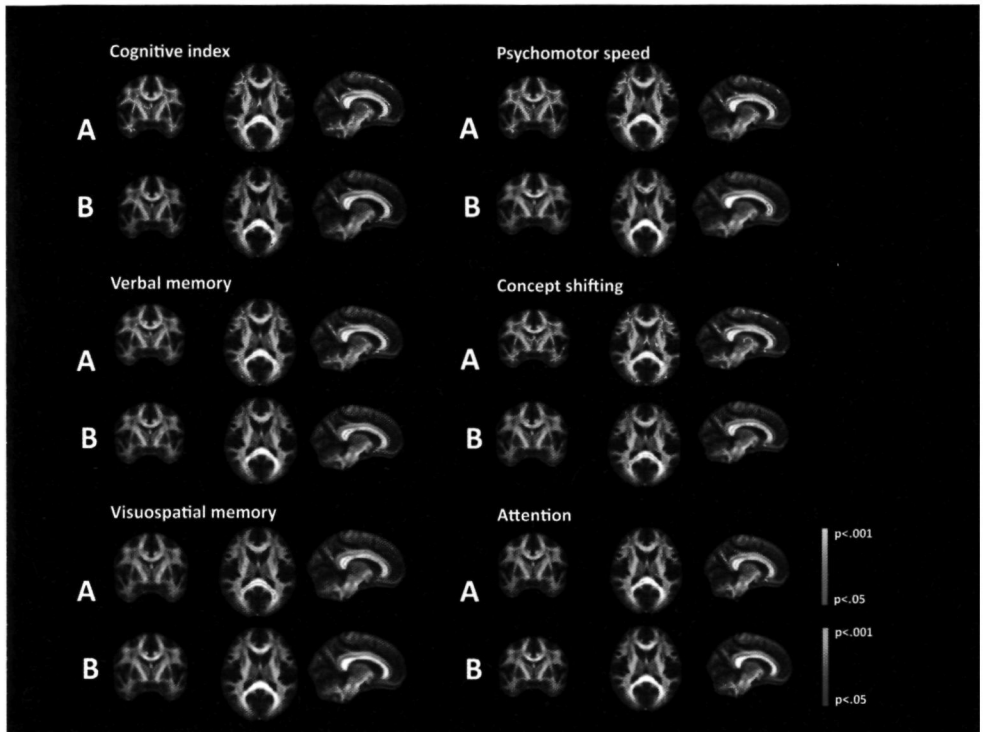 Cognitive index
A
B
Psychomotor speed
A
B
Verbal memory
A
B
Concept shifting
A
B
Visuospatial memory
A
B
Attention
A
B
p<.001
p<.05
p<.001
p<.05